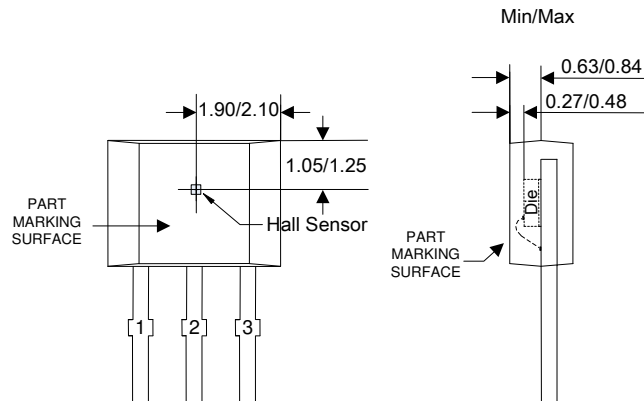 Min/Max
0.63/0.84
0.27/0.48
1.90/2.10
1.05/1.25
PART
MARKING
SURFACE
Hall Sensor
Die
PART
MARKING
SURFACE
1 2 3